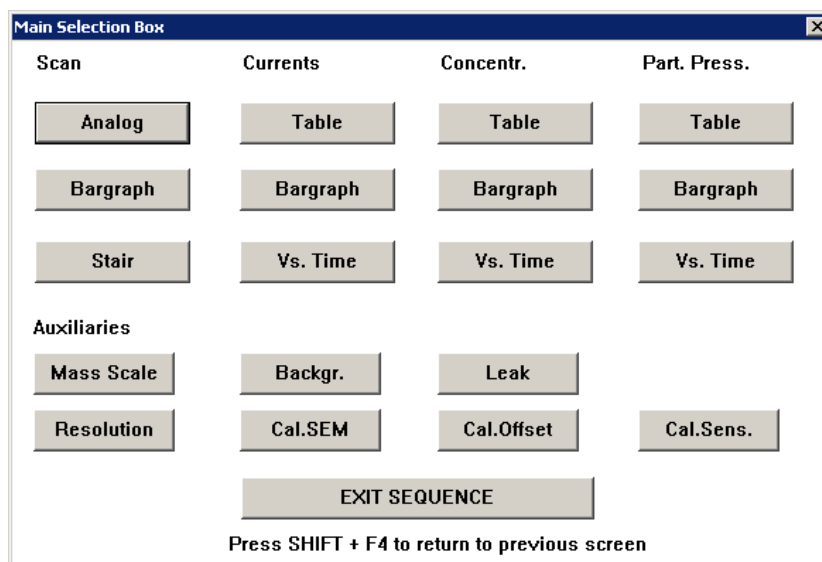 Main Selection Box
Scan Currents Concentr. Part. Press.
Analog Table Table Table
Bargraph Bargraph Bargraph Bargraph
Stair Vs. Time Vs. Time Vs. Time
Auxiliaries
Mass Scale Backgr. Leak
Resolution Cal.SEM Cal.Offset Cal.Sens.
EXIT SEQUENCE
Press SHIFT + F4 to return to previous screen